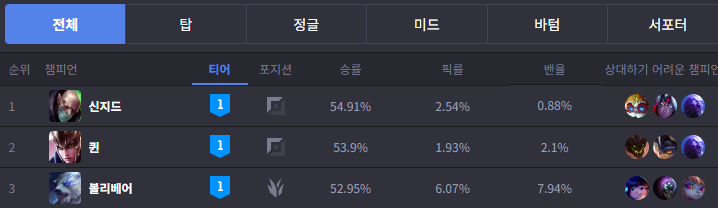 전체 탑 정글 미드 바텀 서포터
순위 챔피언 티어 포지션 승률 픽률 밴율 상대하기 어려운 챔피언
1 신지드 1 54.91% 2.54% 0.88%
2 퀸 1 53.9% 1.93% 2.1%
3 볼리베어 1 52.95% 6.07% 7.94%